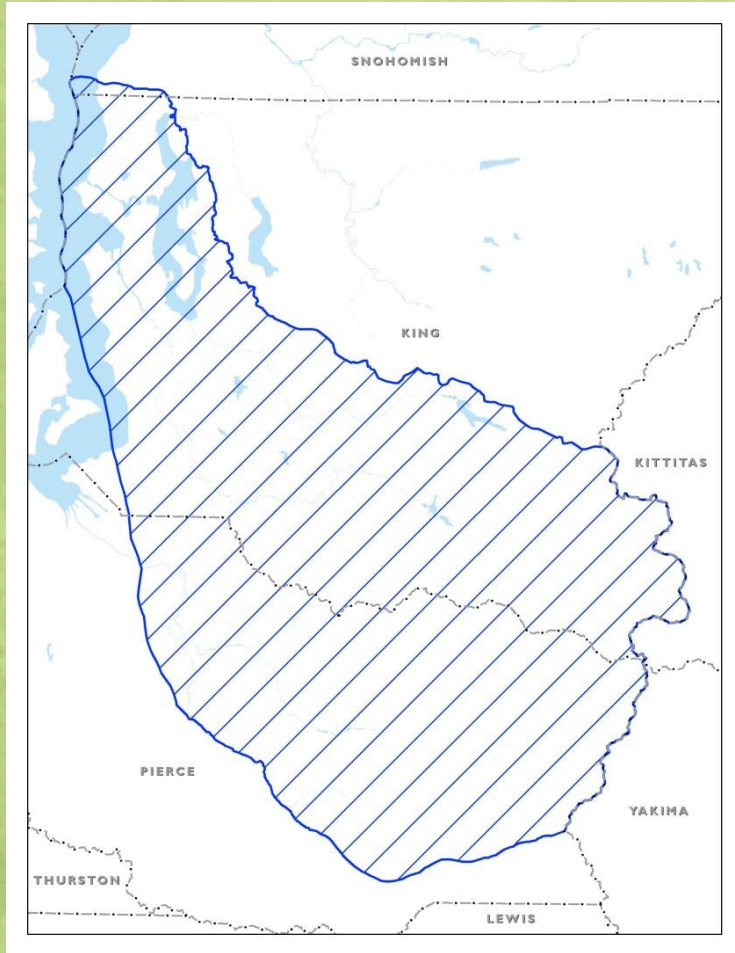 SNOHOMISH
KING
KITTITAS
PIERCE
YAKIMA
THURSTON
LEWIS